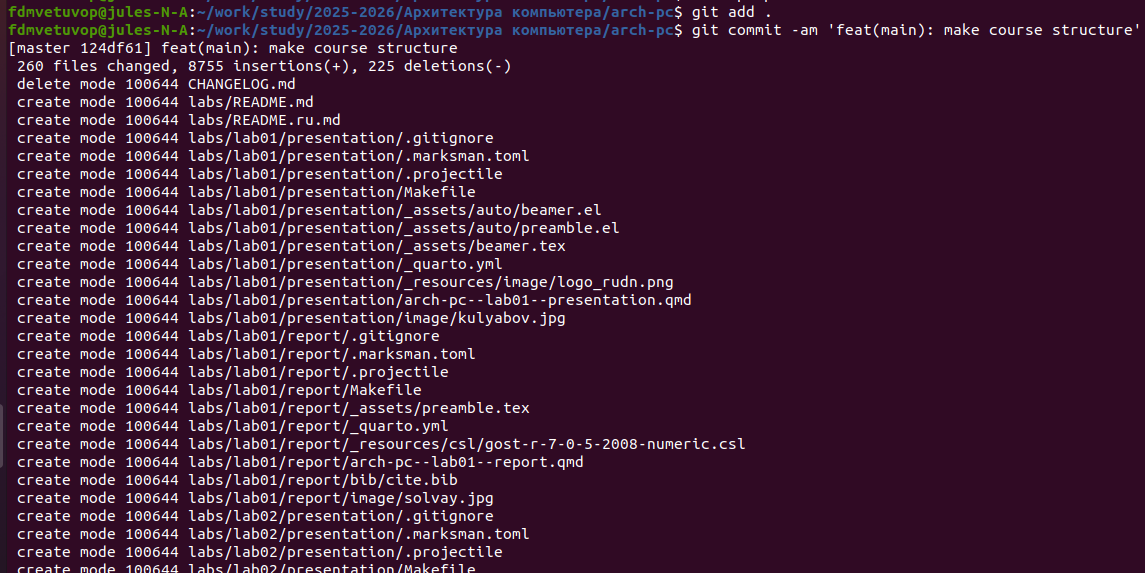 fdmvetuvop@jules-N-A:~/work/study/2025-2026/Архитектура компьютера/arch-pc$ git add .
fdmvetuvop@jules-N-A:~/work/study/2025-2026/Архитектура компьютера/arch-pc$ git commit -am 'feat(main): make course structure'
[master 124df61] feat(main): make course structure
 260 files changed, 8755 insertions(+), 225 deletions(-)
 delete mode 100644 CHANGELOG.md
 create mode 100644 labs/README.md
 create mode 100644 labs/README.ru.md
 create mode 100644 labs/lab01/presentation/.gitignore
 create mode 100644 labs/lab01/presentation/.marksman.toml
 create mode 100644 labs/lab01/presentation/.projectile
 create mode 100644 labs/lab01/presentation/Makefile
 create mode 100644 labs/lab01/presentation/_assets/auto/beamer.el
 create mode 100644 labs/lab01/presentation/_assets/auto/preamble.el
 create mode 100644 labs/lab01/presentation/_assets/beamer.tex
 create mode 100644 labs/lab01/presentation/_quarto.yml
 create mode 100644 labs/lab01/presentation/_resources/image/logo_rudn.png
 create mode 100644 labs/lab01/presentation/arch-pc--lab01--presentation.qmd
 create mode 100644 labs/lab01/presentation/image/kulyabov.jpg
 create mode 100644 labs/lab01/report/.gitignore
 create mode 100644 labs/lab01/report/.marksman.toml
 create mode 100644 labs/lab01/report/.projectile
 create mode 100644 labs/lab01/report/Makefile
 create mode 100644 labs/lab01/report/_assets/preamble.tex
 create mode 100644 labs/lab01/report/_quarto.yml
 create mode 100644 labs/lab01/report/_resources/csl/gost-r-7-0-5-2008-numeric.csl
 create mode 100644 labs/lab01/report/arch-pc--lab01--report.qmd
 create mode 100644 labs/lab01/report/bib/cite.bib
 create mode 100644 labs/lab01/report/image/solvay.jpg
 create mode 100644 labs/lab02/presentation/.gitignore
 create mode 100644 labs/lab02/presentation/.marksman.toml
 create mode 100644 labs/lab02/presentation/.projectile
 create mode 100644 labs/lab02/presentation/Makefile